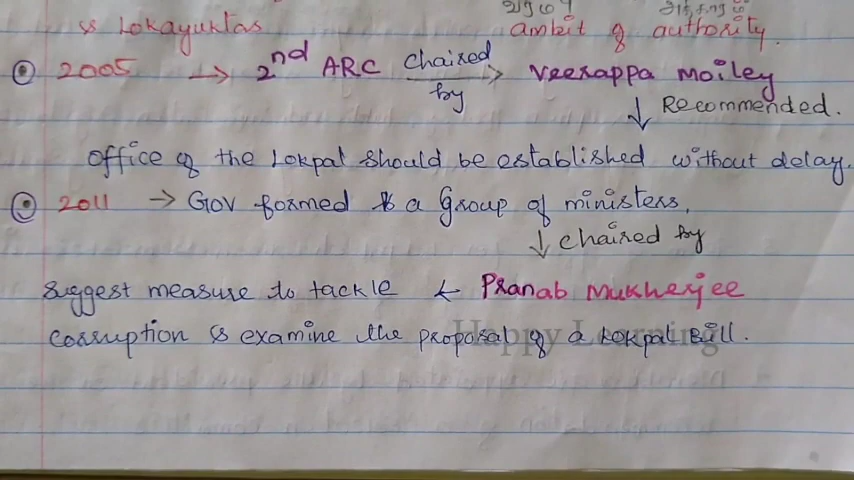 & Lokayuktas ambit of authority.
2005 → 2nd ARC chaired by → Veerappa Moiley
↓ Recommended.
Office of the Lokpal should be established without delay.
2011 → Gov formed a Group of ministers,
↓ chaired by
Suggest measure to tackle ← Pranab Mukherjee
corruption & examine the proposal of a Lokpal Bill.
Happy Learning